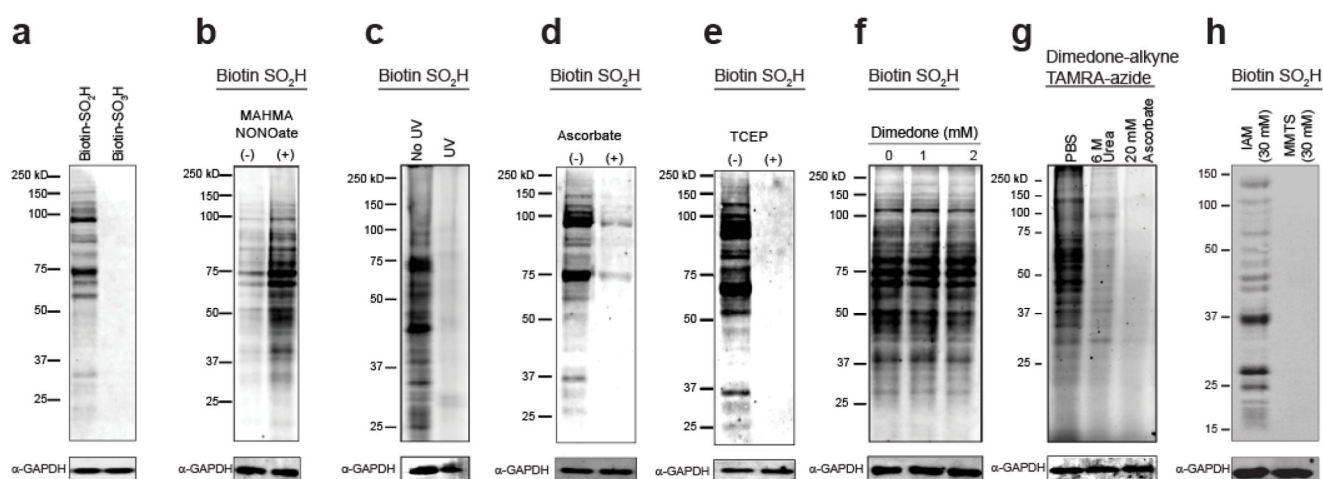 a
Biotin-SO2H
Biotin-SO3H
250 kD
150
100
75
50
37
25
α-GAPDH
b
Biotin SO2H
MAHMA
NONOate
(-) (+)
250 kD
150
100
75
50
37
25
α-GAPDH
c
Biotin SO2H
No UV
UV
250 kD
150
100
75
50
37
25
α-GAPDH
d
Biotin SO2H
Ascorbate
(-) (+)
250 kD
150
100
75
50
37
25
α-GAPDH
e
Biotin SO2H
TCEP
(-) (+)
250 kD
150
100
75
50
37
25
α-GAPDH
f
Biotin SO2H
Dimedone (mM)
0 1 2
250 kD
150
100
75
50
37
25
α-GAPDH
g
Dimedone-alkyne
TAMRA-azide
PBS
6 M
Urea
20 mM
Ascorbate
250 kD
150
100
75
50
37
25
α-GAPDH
h
Biotin SO2H
IAM
(30 mM)
MMTS
(30 mM)
150
100
50
37
25
15
α-GAPDH